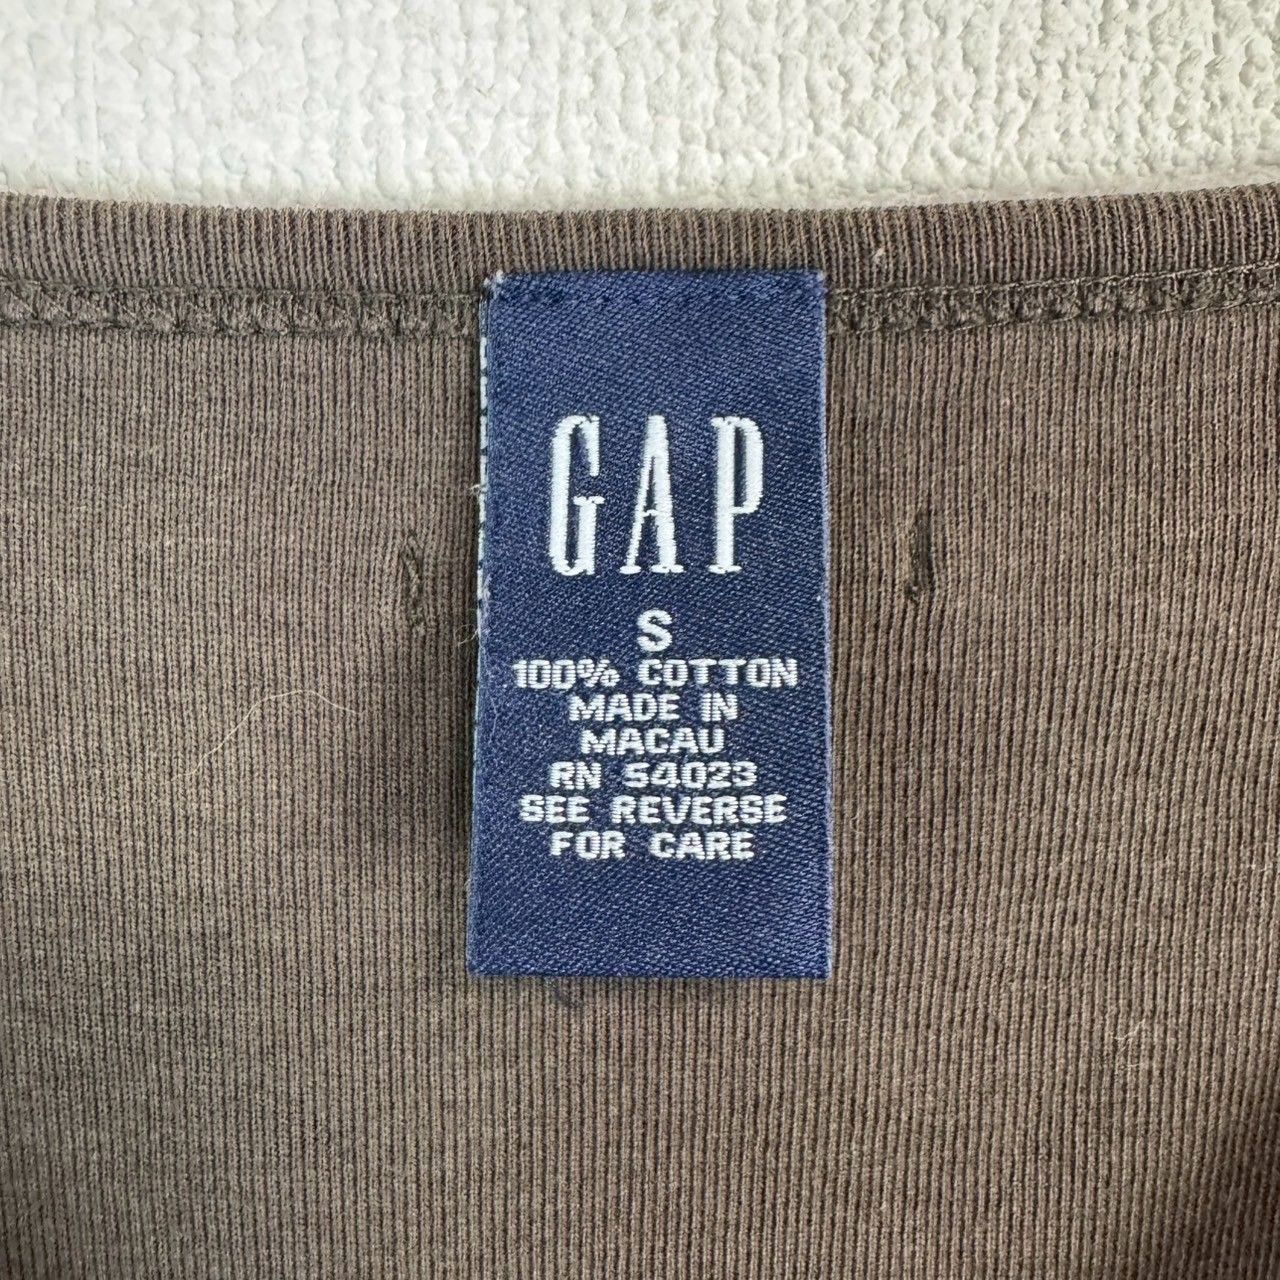 GAP
S
100% COTTON
MADE IN
MACAU
RN 54023
SEE REVERSE
FOR CARE